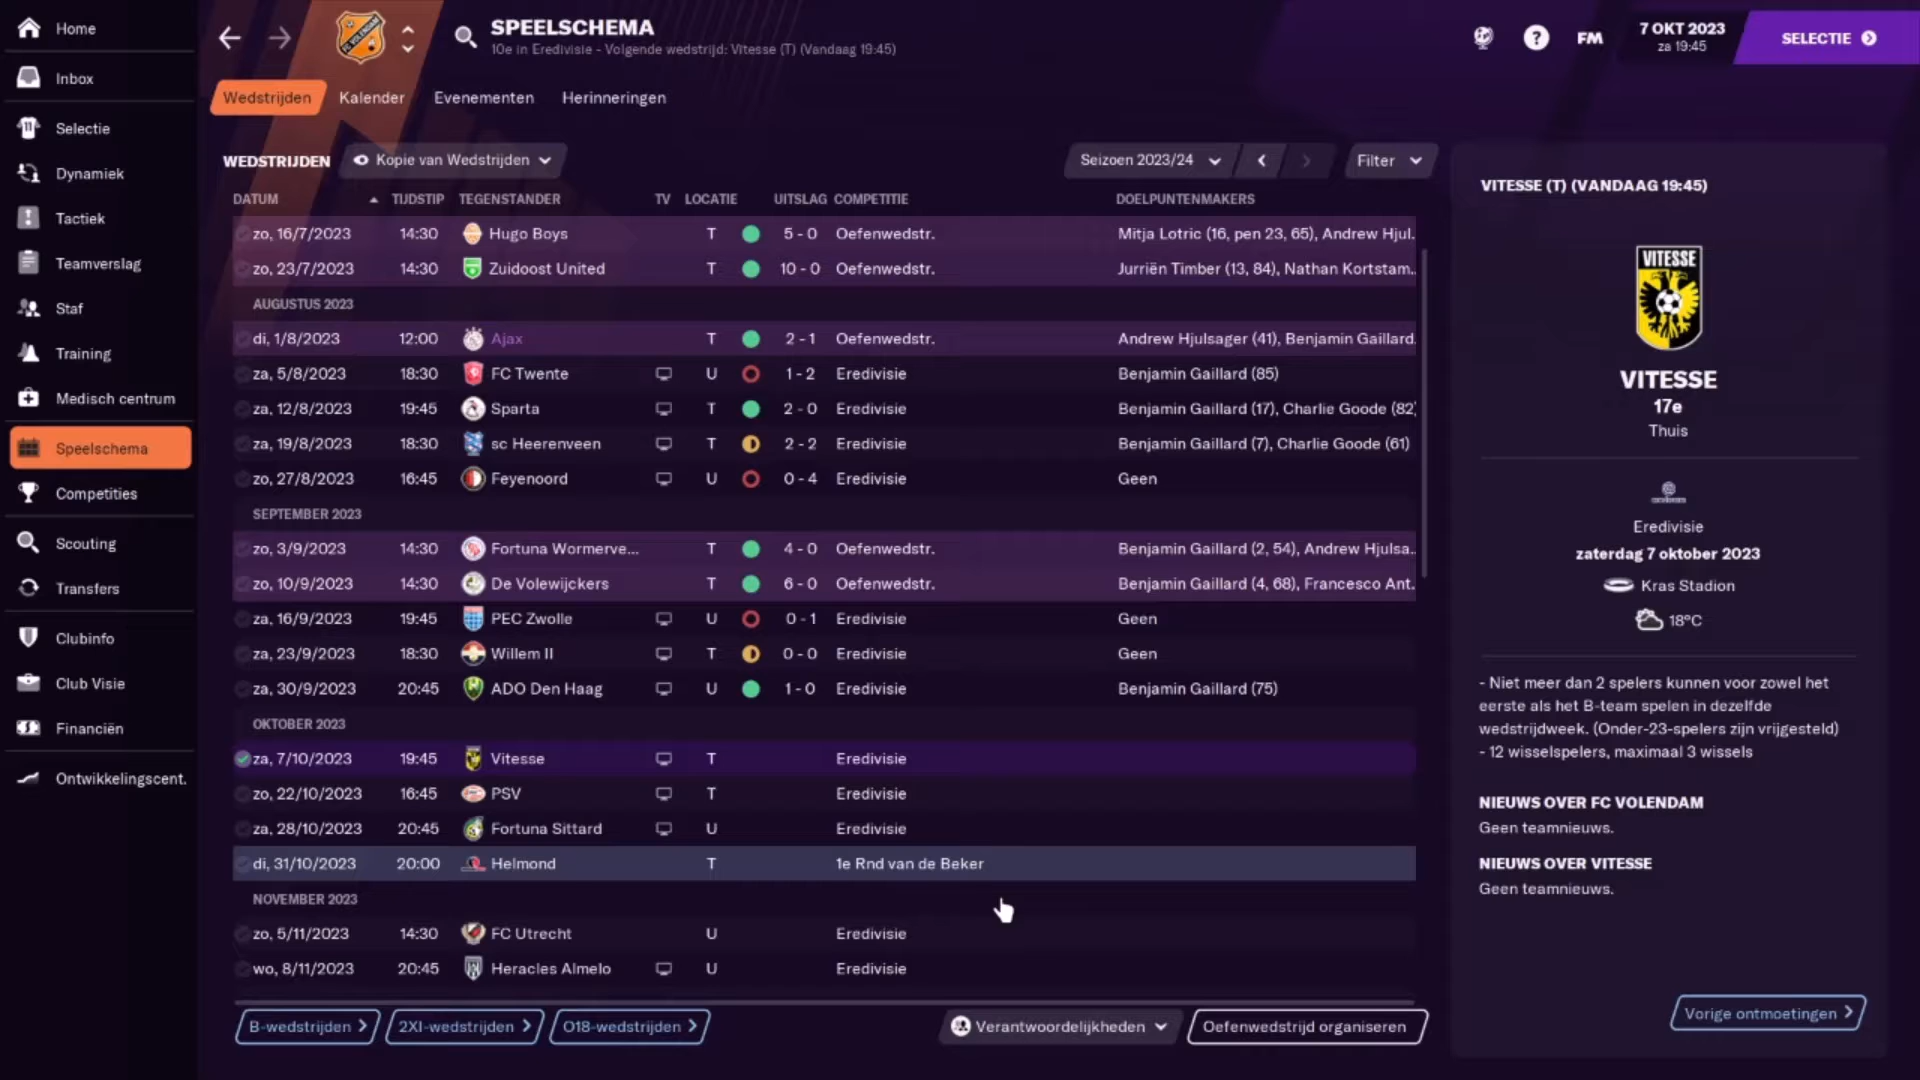 SPEELSCHEMA
10e in Eredivisie - Volgende wedstrijd: Vitesse (T) (Vandaag 19:45)
FM
7 OKT 2023
za 19:45
SELECTIE
Home
Inbox
Selectie
Dynamiek
Tactiek
Teamverslag
Staf
Training
Medisch centrum
Speelschema
Competities
Scouting
Transfers
Clubinfo
Club Visie
Financiën
Ontwikkelingscent.
Wedstrijden Kalender Evenementen Herinneringen
WEDSTRIJDEN Kopie van Wedstrijden Seizoen 2023/24 Filter
DATUM TIJDSTIP TEGENSTANDER TV LOCATIE UITSLAG COMPETITIE DOELPUNTENMAKERS
zo, 16/7/2023 14:30 Hugo Boys T 5 - 0 Oefenwedstr. Mitja Lotric (16, pen 23, 65), Andrew Hjul.
zo, 23/7/2023 14:30 Zuidoost United T 10 - 0 Oefenwedstr. Jurriën Timber (13, 84), Nathan Kortstam..
AUGUSTUS 2023
di, 1/8/2023 12:00 Ajax T 2 - 1 Oefenwedstr. Andrew Hjulsager (41), Benjamin Gaillard.
za, 5/8/2023 18:30 FC Twente U 1 - 2 Eredivisie Benjamin Gaillard (85)
za, 12/8/2023 19:45 Sparta T 2 - 0 Eredivisie Benjamin Gaillard (17), Charlie Goode (82)
za, 19/8/2023 18:30 sc Heerenveen T 2 - 2 Eredivisie Benjamin Gaillard (7), Charlie Goode (61)
zo, 27/8/2023 16:45 Feyenoord U 0 - 4 Eredivisie Geen
SEPTEMBER 2023
zo, 3/9/2023 14:30 Fortuna Wormerve... T 4 - 0 Oefenwedstr. Benjamin Gaillard (2, 54), Andrew Hjulsa..
zo, 10/9/2023 14:30 De Volewijckers T 6 - 0 Oefenwedstr. Benjamin Gaillard (4, 68), Francesco Ant.
za, 16/9/2023 19:45 PEC Zwolle U 0 - 1 Eredivisie Geen
za, 23/9/2023 18:30 Willem II T 0 - 0 Eredivisie Geen
za, 30/9/2023 20:45 ADO Den Haag U 1 - 0 Eredivisie Benjamin Gaillard (75)
OKTOBER 2023
za, 7/10/2023 19:45 Vitesse T Eredivisie
zo, 22/10/2023 16:45 PSV T Eredivisie
za, 28/10/2023 20:45 Fortuna Sittard U Eredivisie
di, 31/10/2023 20:00 Helmond T 1e Rnd van de Beker
NOVEMBER 2023
zo, 5/11/2023 14:30 FC Utrecht U Eredivisie
wo, 8/11/2023 20:45 Heracles Almelo U Eredivisie
B-wedstrijden 2XI-wedstrijden O18-wedstrijden Verantwoordelijkheden Oefenwedstrijd organiseren
VITESSE (T) (VANDAAG 19:45)
VITESSE
VITESSE
17e
Thuis
Eredivisie
zaterdag 7 oktober 2023
Kras Stadion
18°C
- Niet meer dan 2 spelers kunnen voor zowel het
eerste als het B-team spelen in dezelfde
wedstrijdweek. (Onder-23-spelers zijn vrijgesteld)
- 12 wisselspelers, maximaal 3 wissels
NIEUWS OVER FC VOLENDAM
Geen teamnieuws.
NIEUWS OVER VITESSE
Geen teamnieuws.
Vorige ontmoetingen